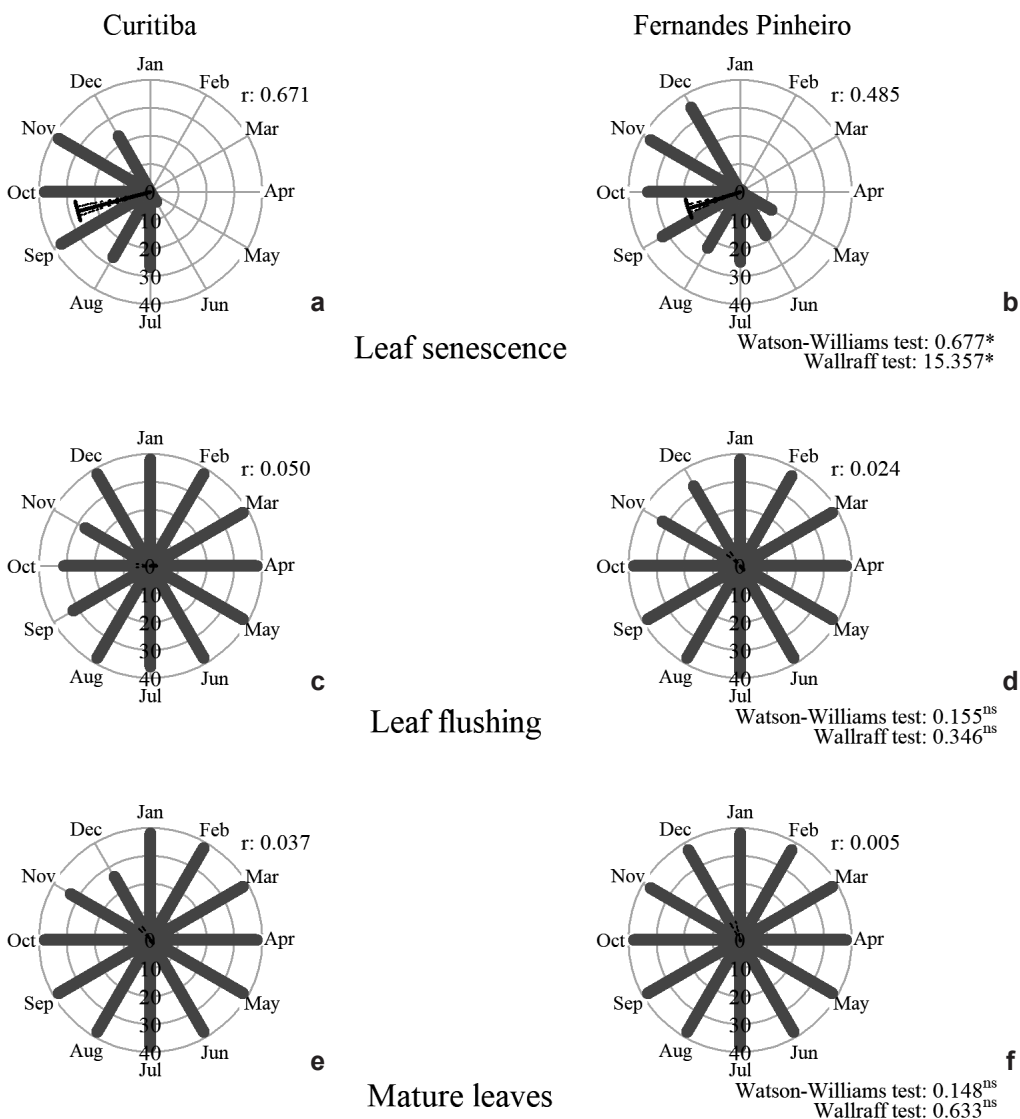 Curitiba
Fernandes Pinheiro
Jan
Dec
Feb
r: 0.671
Nov
Mar
Oct
0
Apr
10
Sep
20
May
30
Aug
40
Jun
Jul
a
Jan
Dec
Feb
r: 0.485
Nov
Mar
Oct
0
Apr
10
Sep
20
May
30
Aug
40
Jun
Jul
b
Leaf senescence
Watson-Williams test: 0.677*
Wallraff test: 15.357*
Jan
Dec
Feb
r: 0.050
Nov
Mar
Oct
0
Apr
10
Sep
20
May
30
Aug
40
Jun
Jul
c
Jan
Dec
Feb
r: 0.024
Nov
Mar
Oct
0
Apr
10
Sep
20
May
30
Aug
40
Jun
Jul
d
Leaf flushing
Watson-Williams test: 0.155ns
Wallraff test: 0.346ns
Jan
Dec
Feb
r: 0.037
Nov
Mar
Oct
0
Apr
10
Sep
20
May
30
Aug
40
Jun
Jul
e
Jan
Dec
Feb
r: 0.005
Nov
Mar
Oct
0
Apr
10
Sep
20
May
30
Aug
40
Jun
Jul
f
Mature leaves
Watson-Williams test: 0.148ns
Wallraff test: 0.633ns